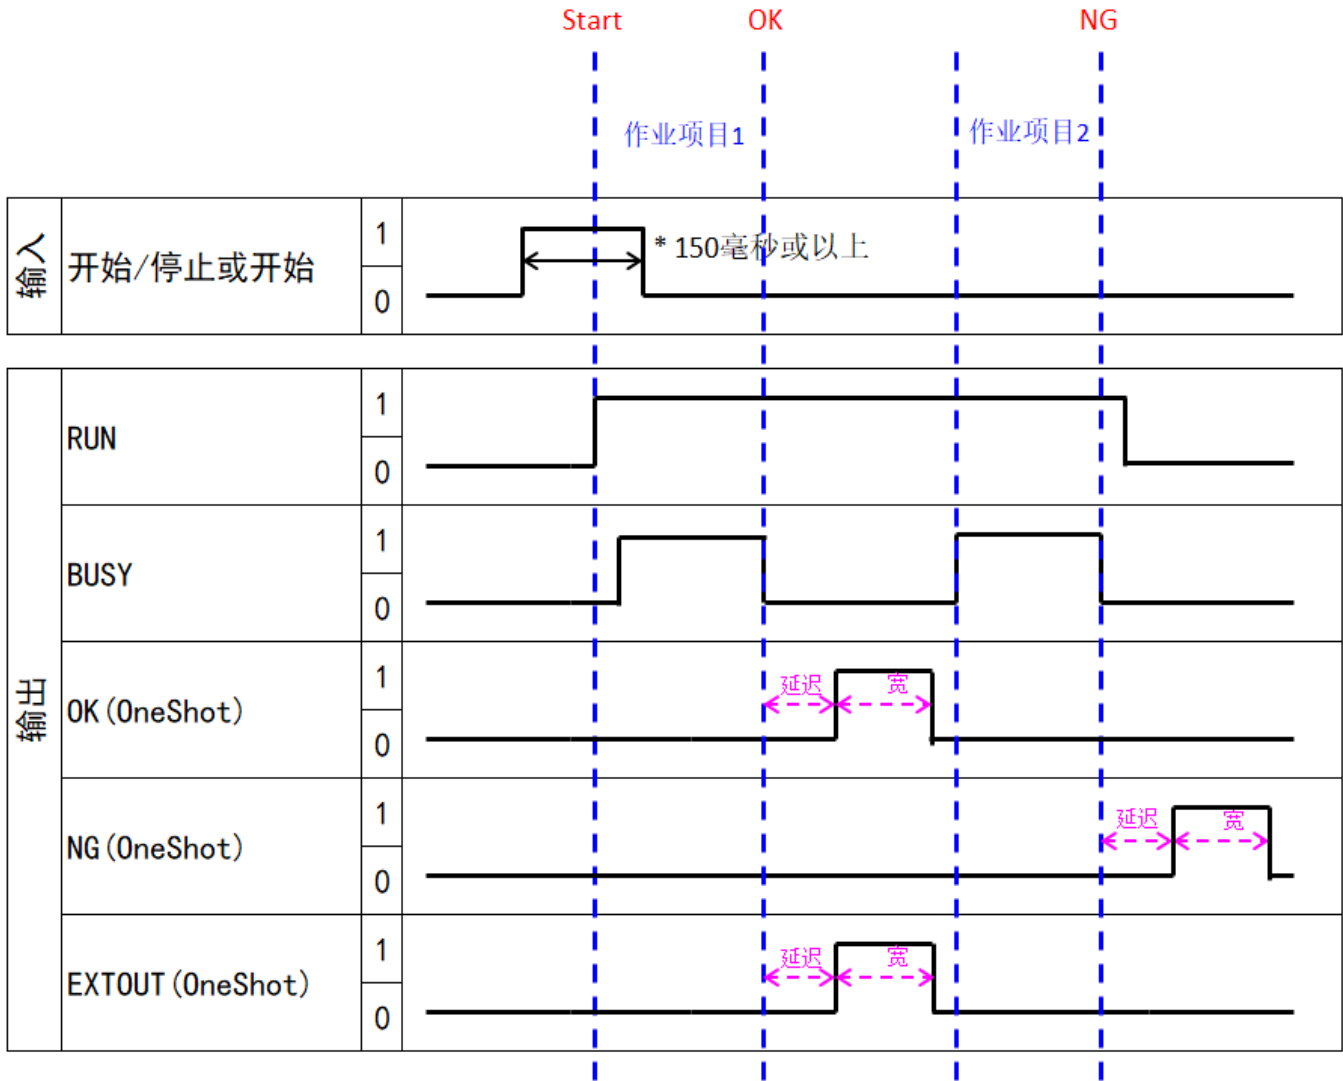 Start OK NG
作业项目1 作业项目2
输入
开始/停止或开始
1
0
* 150毫秒或以上
输出
RUN
1
0
BUSY
1
0
OK(OneShot)
1
0
延迟 宽
NG(OneShot)
1
0
延迟 宽
EXTOUT(OneShot)
1
0
延迟 宽